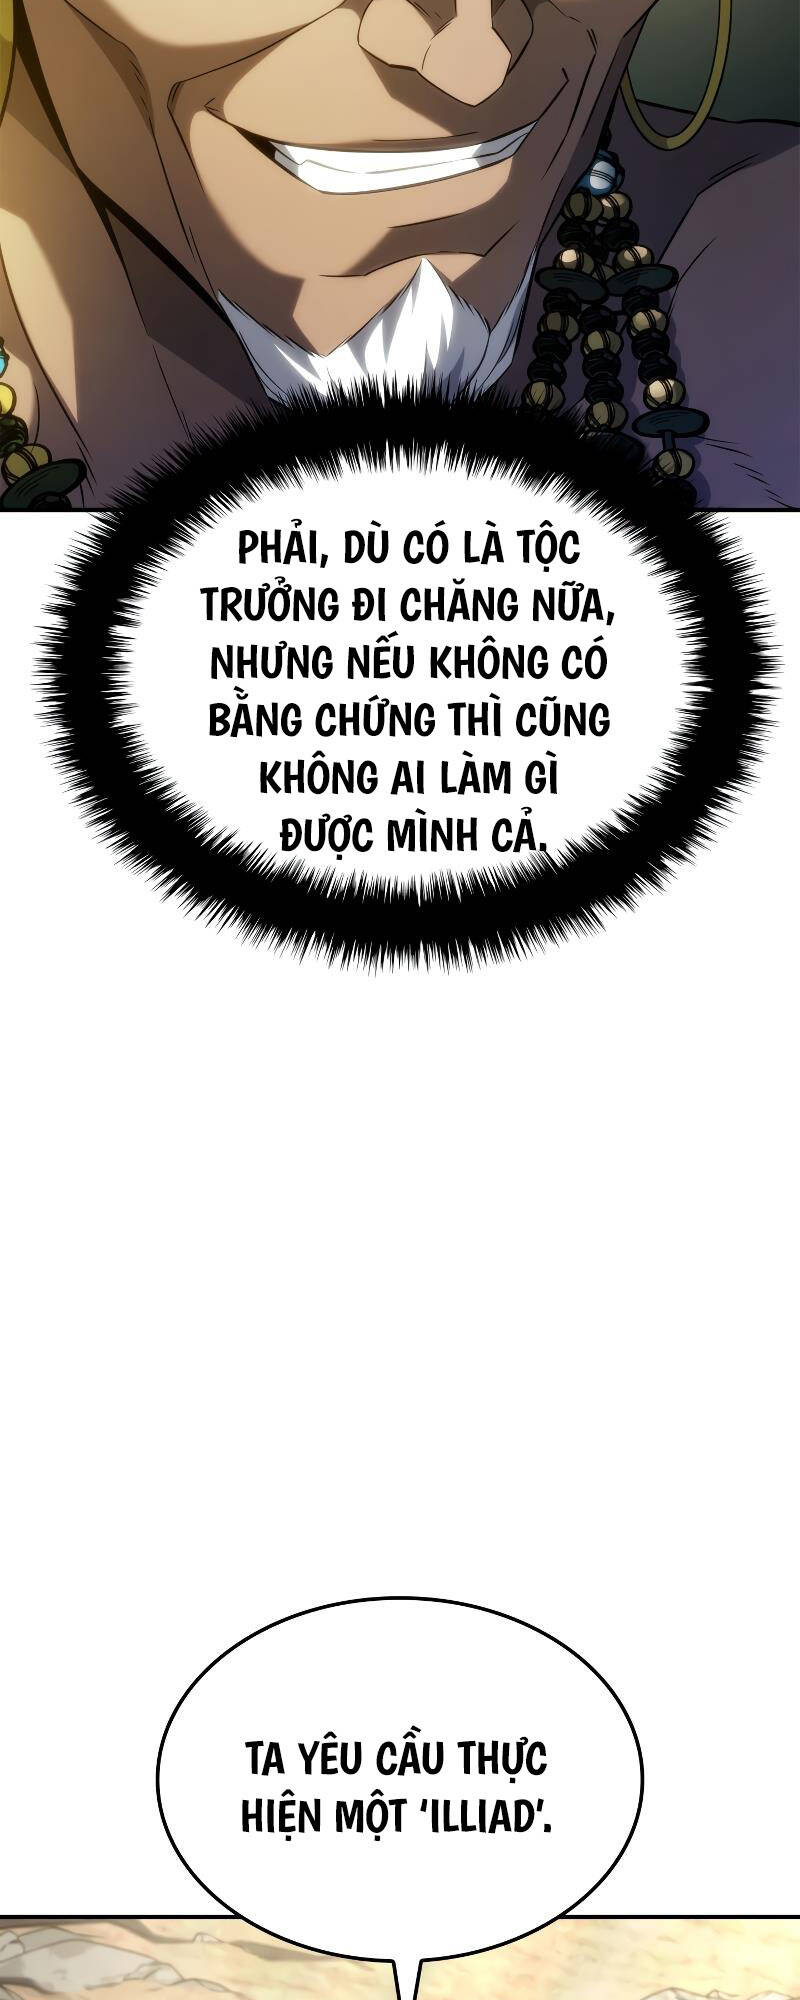 PHẢI, DÙ CÓ LÀ TỘC
TRƯỞNG ĐI CHĂNG NỮA,
NHƯNG NẾU KHÔNG CÓ
BẰNG CHỨNG THÌ CŨNG
KHÔNG AI LÀM GÌ
ĐƯỢC MÌNH CẢ.
TA YÊU CẦU THỰC
HIỆN MỘT ‘ILLIAD’.